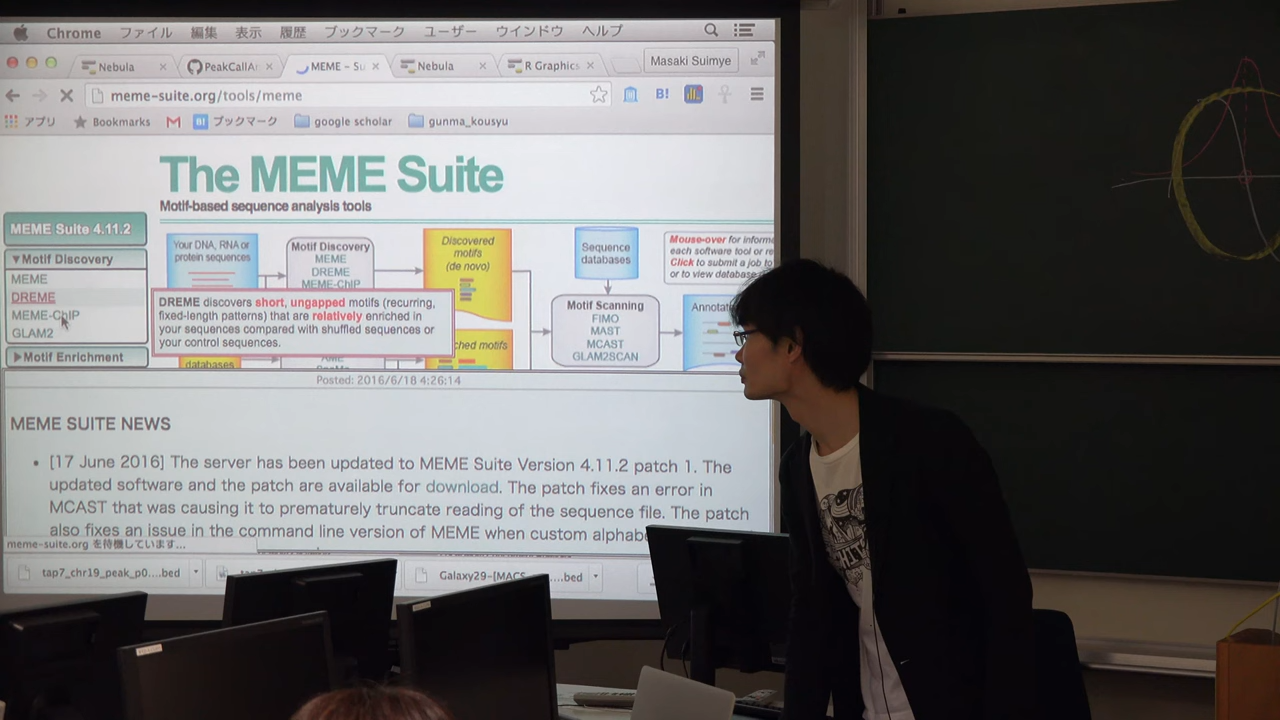 Chrome ファイル 編集 表示 履歴 ブックマーク ユーザー ウインドウ ヘルプ
Nebula
PeakCallAr
MEME - Su
Nebula
R Graphics
Masaki Suimye
meme-suite.org/tools/meme
B!
アプリ
Bookmarks
B!
ブックマーク
google scholar
gunma_kousyu
The MEME Suite
Motif-based sequence analysis tools
MEME Suite 4.11.2
▼Motif Discovery
MEME
DREME
MEME-ChIP
GLAM2
▶Motif Enrichment
Your DNA, RNA or
protein sequences
Motif Discovery
MEME
DREME
MEME-ChIP
Discovered
motifs
(de novo)
Sequence
databases
Mouse-over for inform
each software tool or re
Click to submit a job to
or to view database
DREME discovers short, ungapped motifs (recurring,
fixed-length patterns) that are relatively enriched in
your sequences compared with shuffled sequences or
your control sequences.
Motif Scanning
FIMO
MAST
MCAST
GLAM2SCAN
Annotat
ched motifs
databases
AME
Posted: 2016/6/18 4:26:14
MEME SUITE NEWS
• [17 June 2016] The server has been updated to MEME Suite Version 4.11.2 patch 1. The
updated software and the patch are available for download. The patch fixes an error in
MCAST that was causing it to prematurely truncate reading of the sequence file. The patch
also fixes an issue in the command line version of MEME when custom alphabe
meme-suite.org を待機しています...
tap7_chr19_peak_p0....bed
Galaxy29-[MACS_....bed